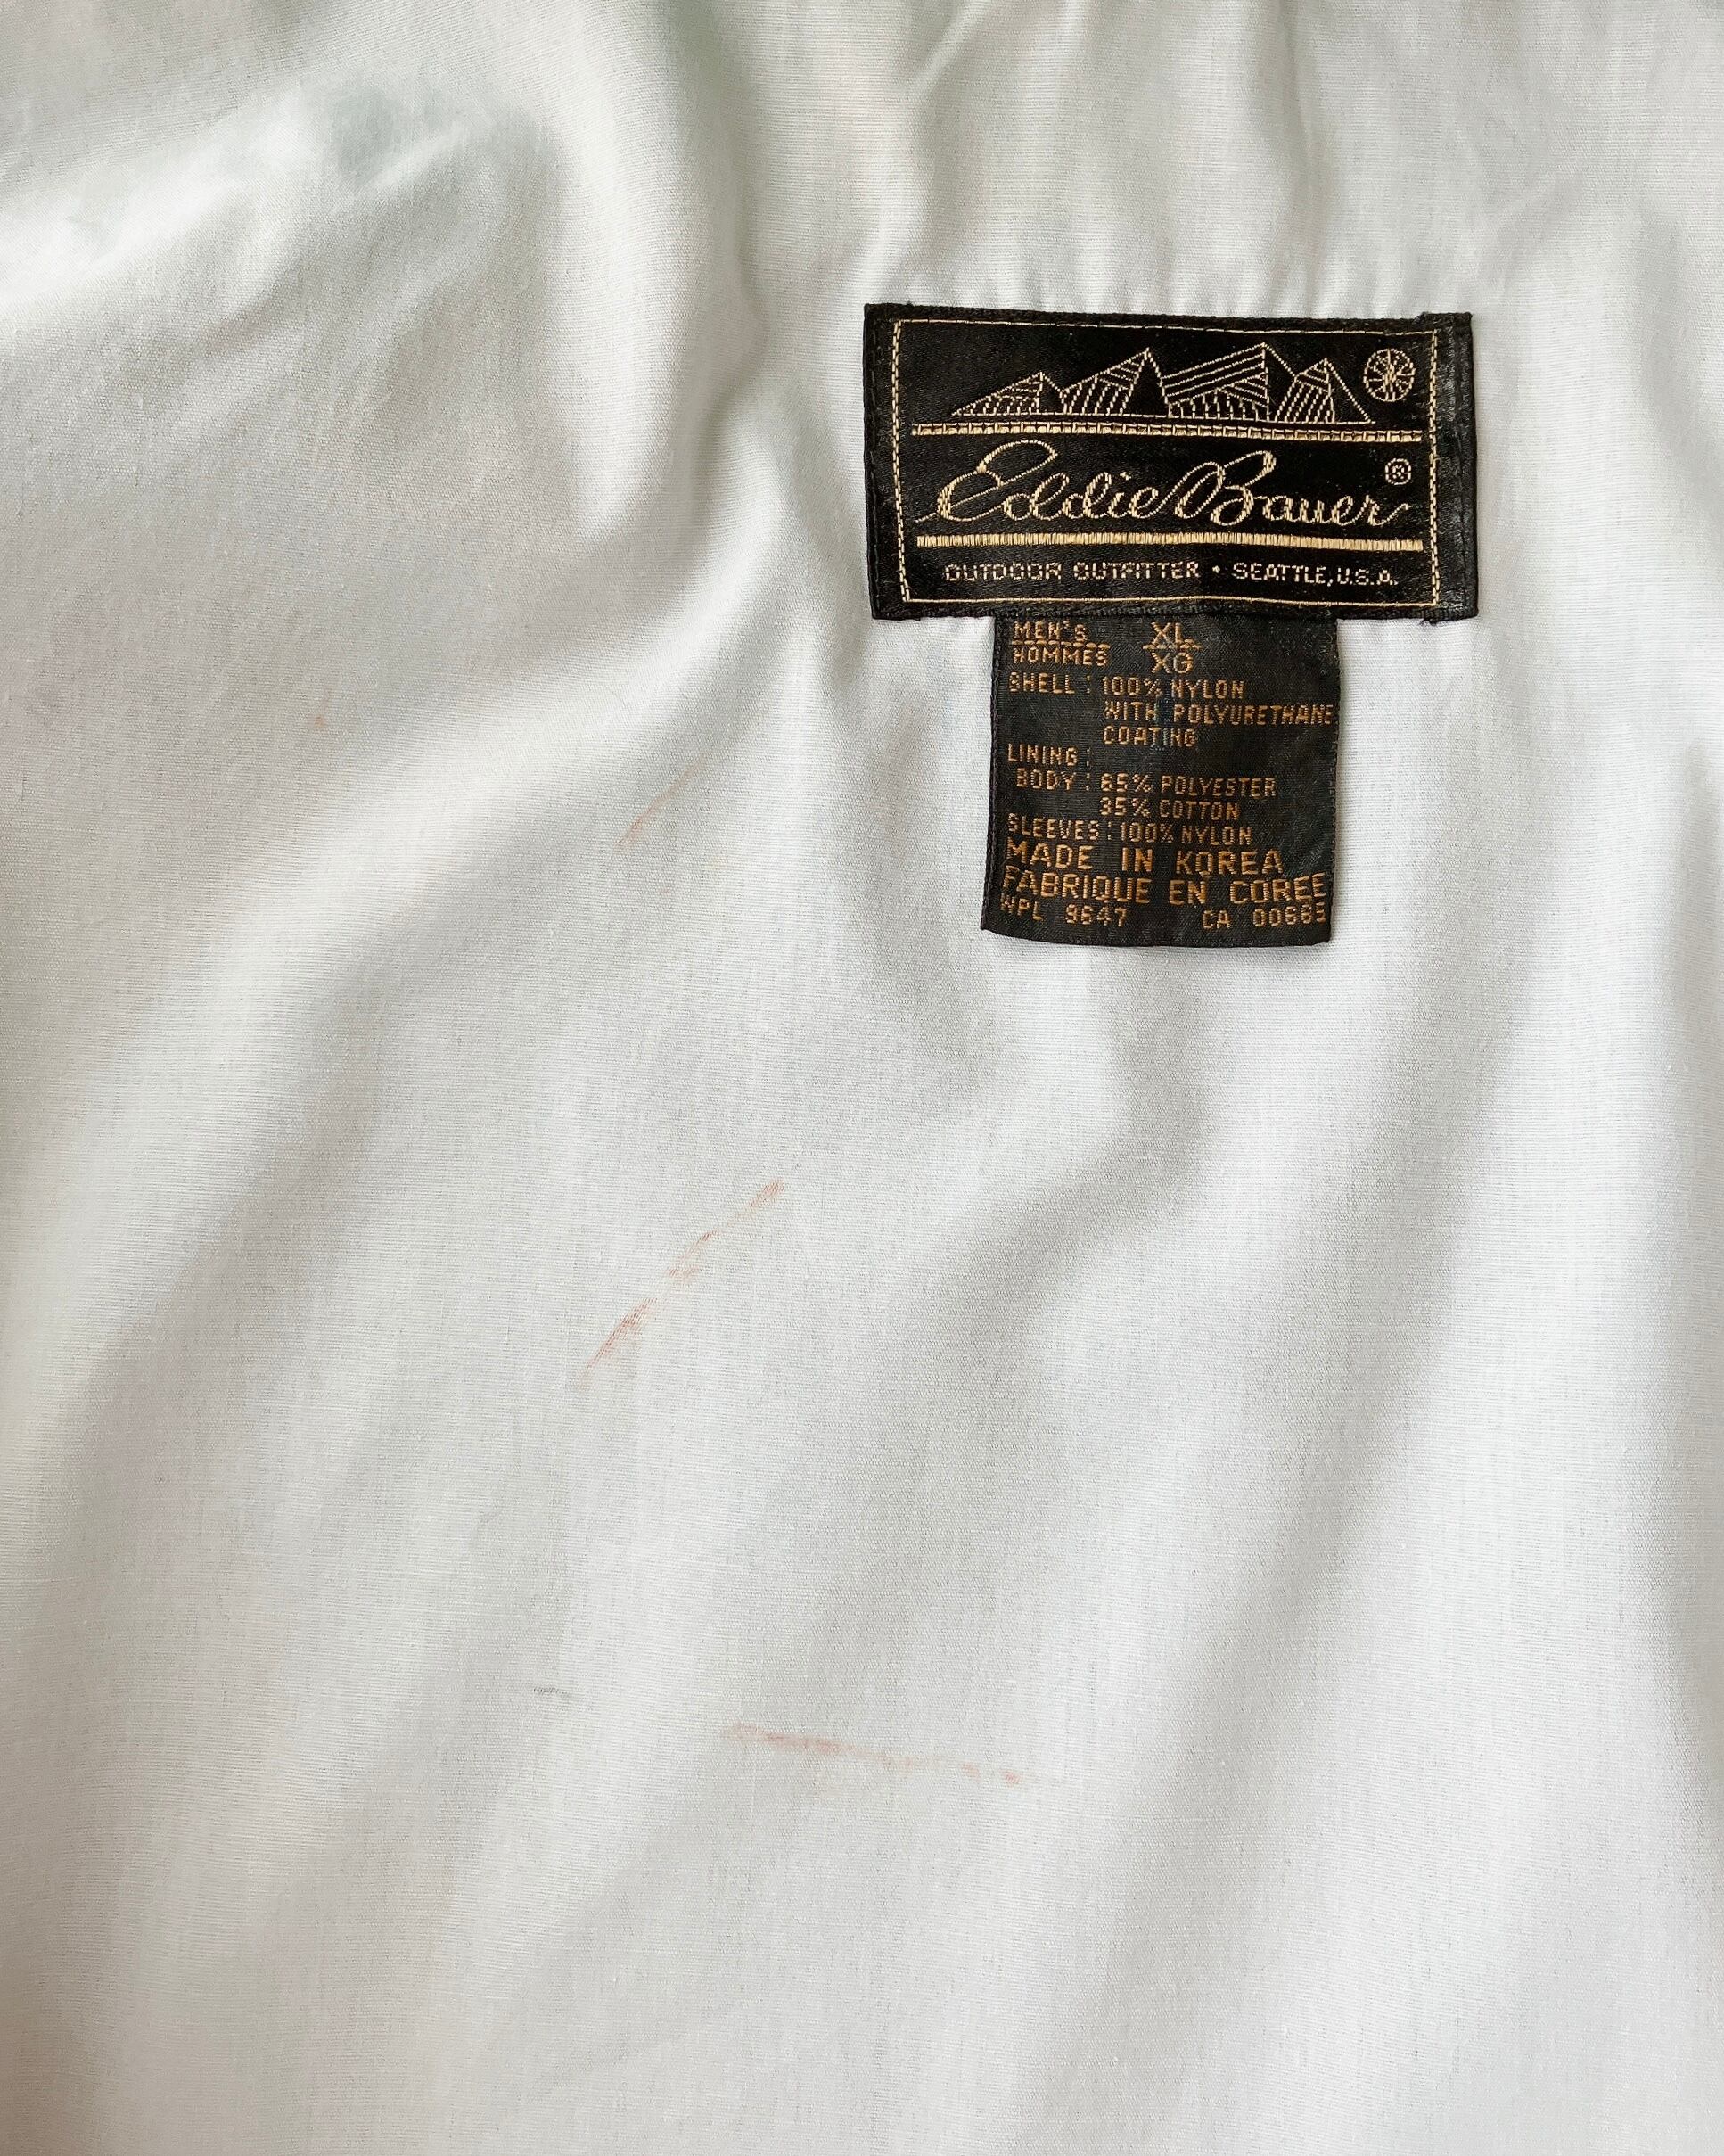 Eddie Bauer®
OUTDOOR OUTFITTER • SEATTLE, U.S.A.
MEN'S XL
HOMMES XG
SHELL : 100% NYLON
WITH POLYURETHANE
COATING
LINING :
BODY : 65% POLYESTER
35% COTTON
SLEEVES : 100% NYLON
MADE IN KOREA
FABRIQUE EN COREE
WPL 9647 CA 00665